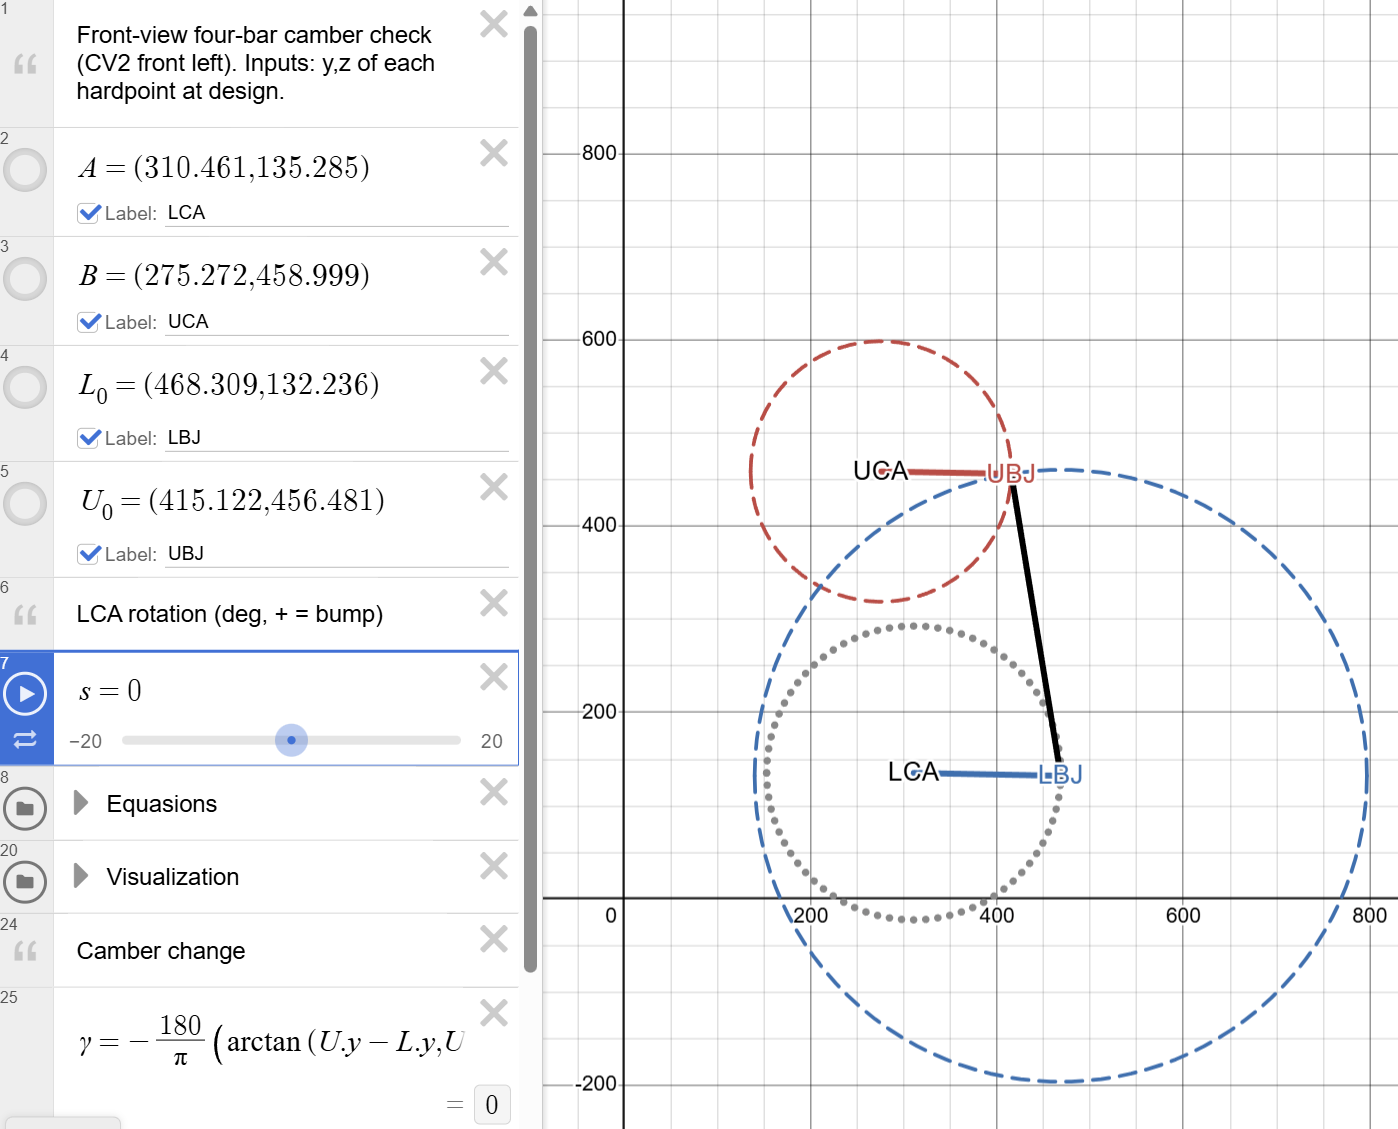 1
Front-view four-bar camber check
(CV2 front left). Inputs: y,z of each
hardpoint at design.
2
A = (310.461,135.285)
Label: LCA
3
B = (275.272,458.999)
Label: UCA
4
L₀ = (468.309,132.236)
Label: LBJ
5
U₀ = (415.122,456.481)
Label: UBJ
6
LCA rotation (deg, + = bump)
7
s = 0
−20
20
8
Equasions
20
Visualization
24
Camber change
25
γ = − 180/π (arctan (U.y − L.y,U
= 0
800
600
400
200
0
200
400
600
800
-200
UCA
UBJ
LCA
LBJ